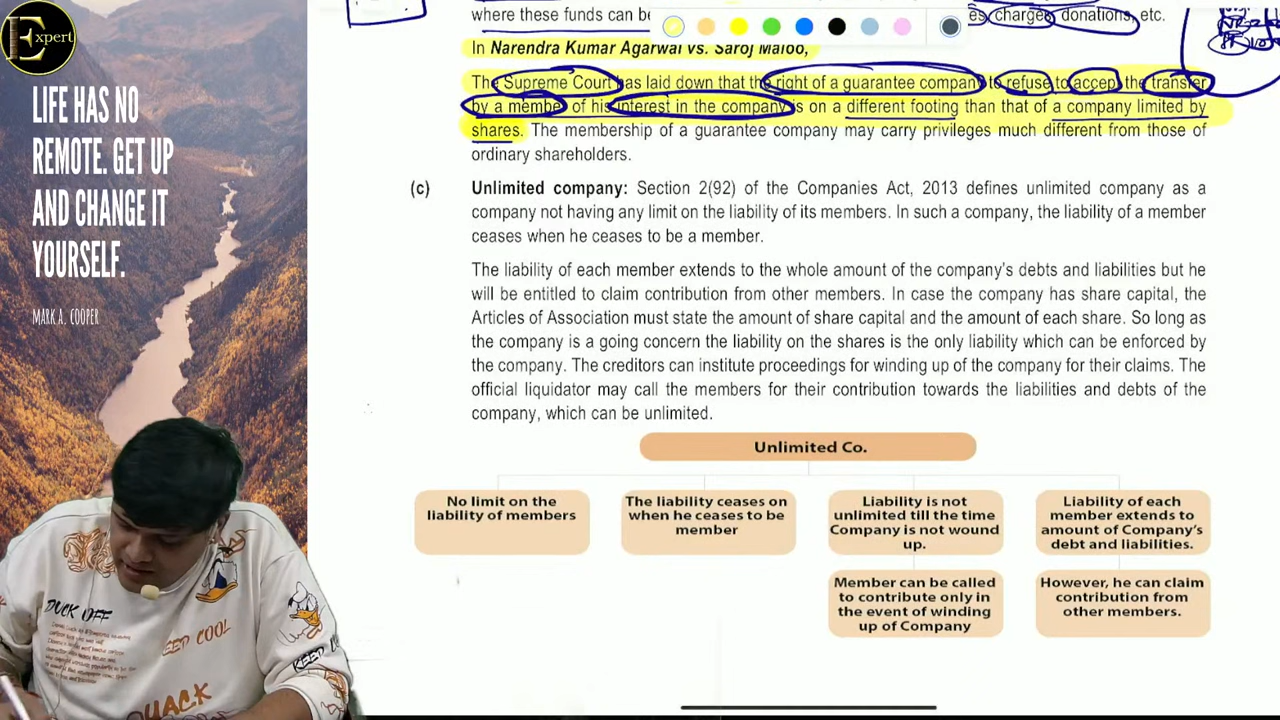 Expert
LIFE HAS NO
REMOTE. GET UP
AND CHANGE IT
YOURSELF.
MARK A. COOPER
where these funds can be
es, charges, donations, etc.
In Narendra Kumar Agarwal vs. Saroj Maloo,
The Supreme Court has laid down that the right of a guarantee company to refuse to accept the transfer
by a member of his interest in the company is on a different footing than that of a company limited by
shares. The membership of a guarantee company may carry privileges much different from those of
ordinary shareholders.
(c) Unlimited company: Section 2(92) of the Companies Act, 2013 defines unlimited company as a
company not having any limit on the liability of its members. In such a company, the liability of a member
ceases when he ceases to be a member.
The liability of each member extends to the whole amount of the company's debts and liabilities but he
will be entitled to claim contribution from other members. In case the company has share capital, the
Articles of Association must state the amount of share capital and the amount of each share. So long as
the company is a going concern the liability on the shares is the only liability which can be enforced by
the company. The creditors can institute proceedings for winding up of the company for their claims. The
official liquidator may call the members for their contribution towards the liabilities and debts of the
company, which can be unlimited.
Unlimited Co.
No limit on the
liability of members
The liability ceases on
when he ceases to be
member
Liability is not
unlimited till the time
Company is not wound
up.
Member can be called
to contribute only in
the event of winding
up of Company
Liability of each
member extends to
amount of Company's
debt and liabilities.
However, he can claim
contribution from
other members.
DUCK OFF
KEEP COOL
QUACK